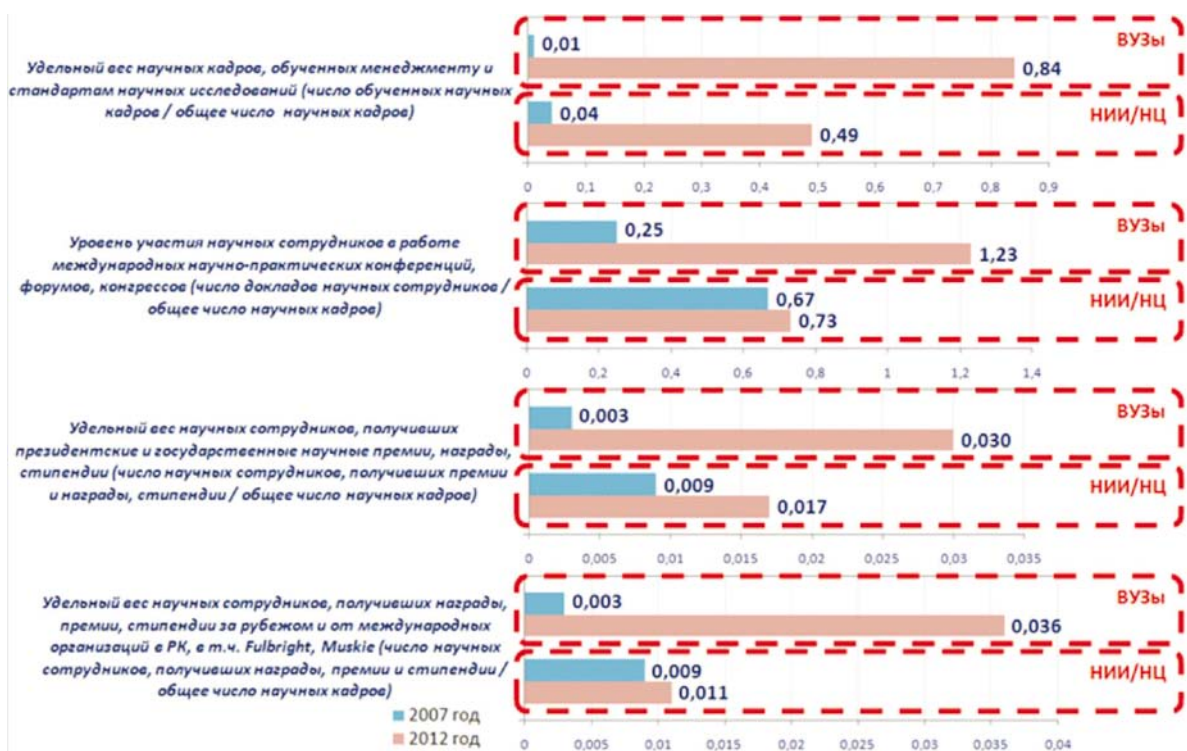 Удельный вес научных кадров, обученных менеджменту и
стандартам научных исследований (число обученных научных
кадров / общее число научных кадров)
ВУЗы
0,01
0,84
НИИ/НЦ
0,04
0,49
0 0,1 0,2 0,3 0,4 0,5 0,6 0,7 0,8 0,9
Уровень участия научных сотрудников в работе
международных научно-практических конференций,
форумов, конгрессов (число докладов научных сотрудников /
общее число научных кадров)
ВУЗы
0,25
1,23
НИИ/НЦ
0,67
0,73
0 0,2 0,4 0,6 0,8 1 1,2 1,4
Удельный вес научных сотрудников, получивших
президентские и государственные научные премии, награды,
стипендии (число научных сотрудников, получивших премии
и награды, стипендии / общее число научных кадров)
ВУЗы
0,003
0,030
НИИ/НЦ
0,009
0,017
0 0,005 0,01 0,015 0,02 0,025 0,03 0,035
Удельный вес научных сотрудников, получивших награды,
премии, стипендии за рубежом и от международных
организаций в РК, в т.ч. Fulbright, Muskie (число научных
сотрудников, получивших награды, премии и стипендии /
общее число научных кадров)
ВУЗы
0,003
0,036
НИИ/НЦ
0,009
0,011
0 0,005 0,01 0,015 0,02 0,025 0,03 0,035 0,04
2007 год
2012 год